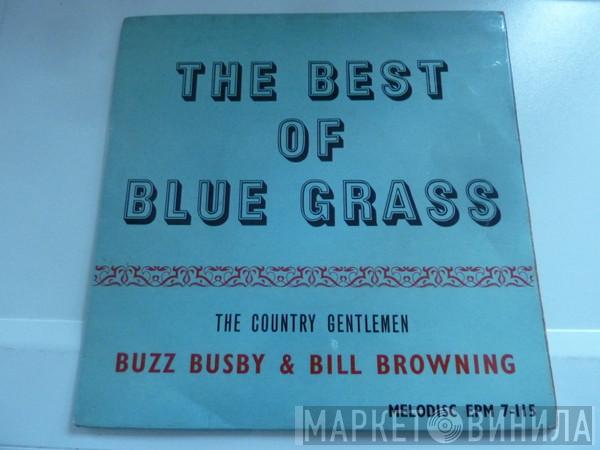 THE BEST
OF
BLUE GRASS
THE COUNTRY GENTLEMEN
BUZZ BUSBY & BILL BROWNING
MELODISC EPM 7-115
МАРКЕТ ВИНИЛА